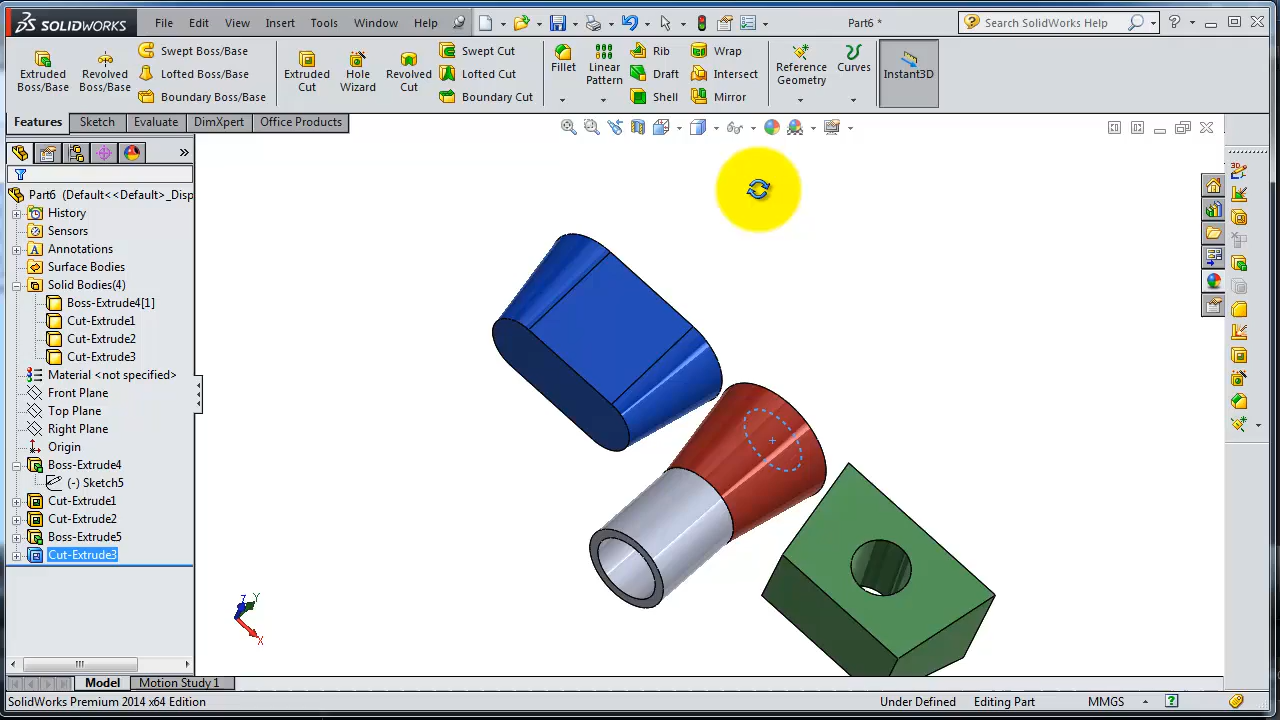 SOLIDWORKS File Edit View Insert Tools Window Help Part6 * Search SolidWorks Help
Extruded Boss/Base
Revolved Boss/Base
Swept Boss/Base
Lofted Boss/Base
Boundary Boss/Base
Extruded Cut
Hole Wizard
Revolved Cut
Swept Cut
Lofted Cut
Boundary Cut
Fillet
Linear Pattern
Rib
Draft
Shell
Wrap
Intersect
Mirror
Reference Geometry
Curves
Instant3D
Features Sketch Evaluate DimXpert Office Products
Part6 (Default<<Default>_Disp
History
Sensors
Annotations
Surface Bodies
Solid Bodies(4)
Boss-Extrude4[1]
Cut-Extrude1
Cut-Extrude2
Cut-Extrude3
Material <not specified>
Front Plane
Top Plane
Right Plane
Origin
Boss-Extrude4
(-) Sketch5
Cut-Extrude1
Cut-Extrude2
Boss-Extrude5
Cut-Extrude3
Z Y
X
Model Motion Study 1
SolidWorks Premium 2014 x64 Edition Under Defined Editing Part MMGS